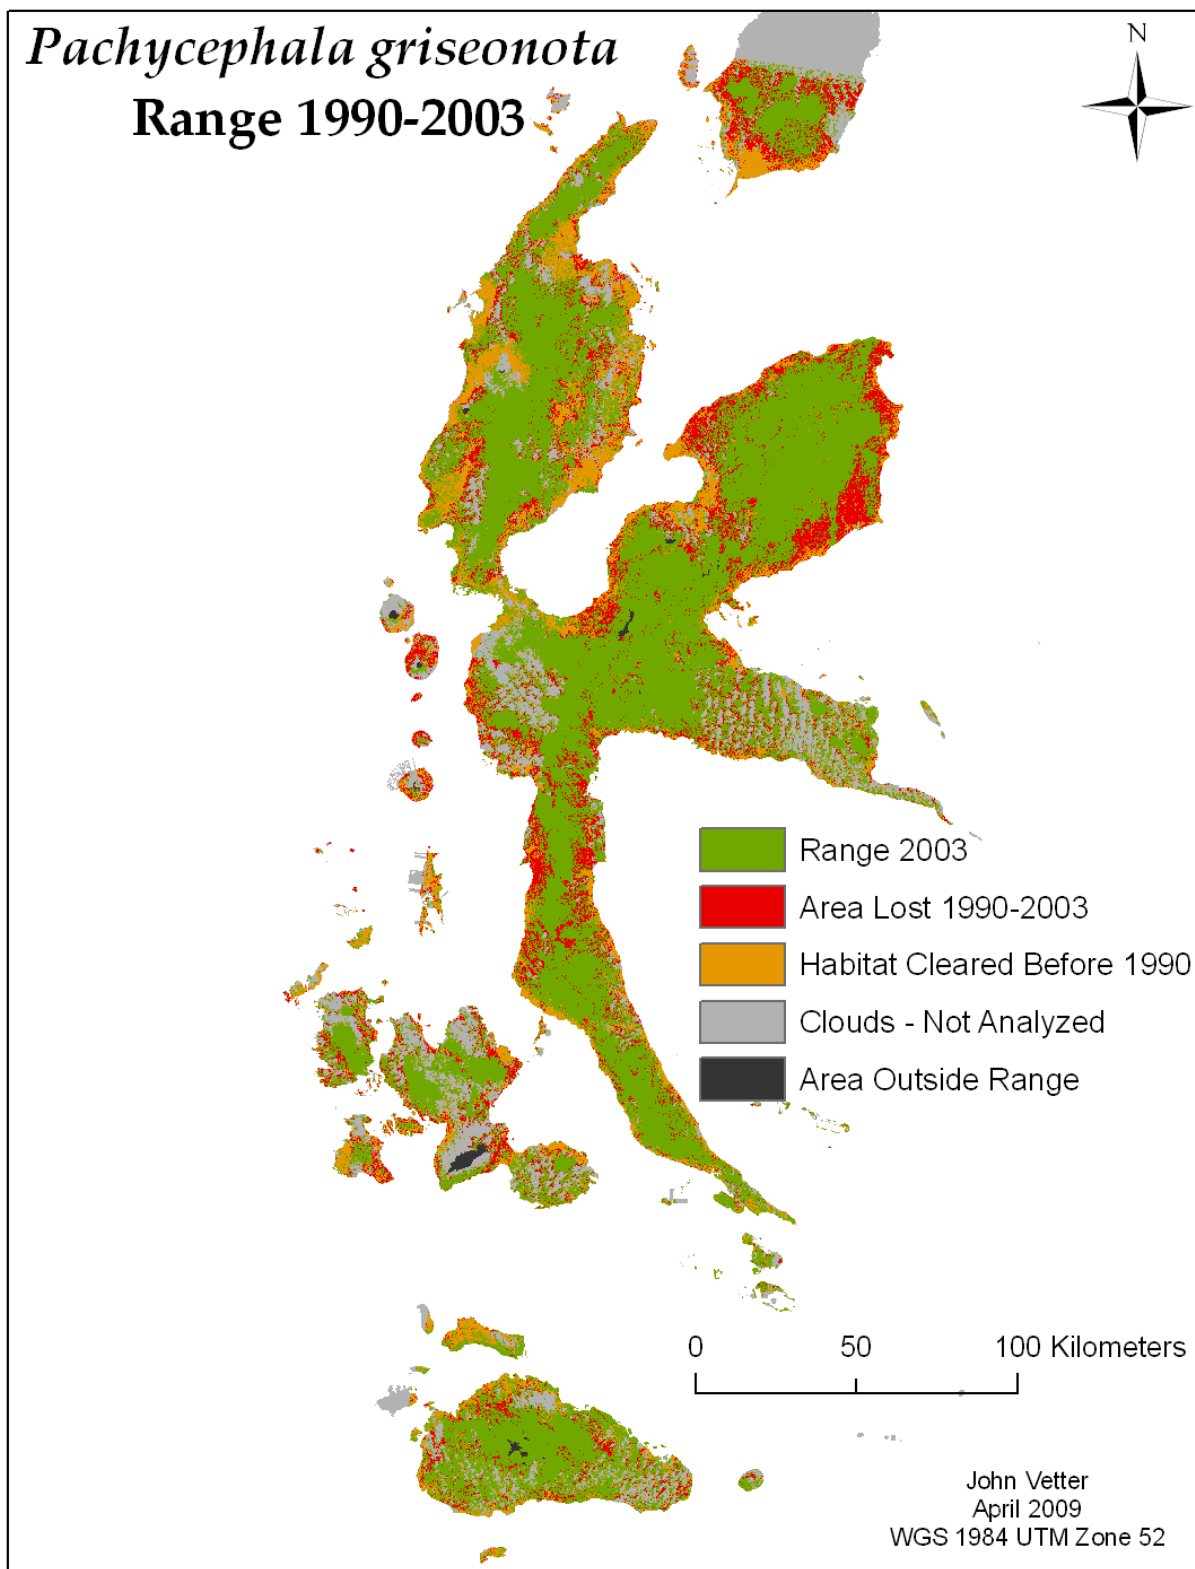 Pachycephala griseonota
Range 1990-2003
N
Range 2003
Area Lost 1990-2003
Habitat Cleared Before 1990
Clouds - Not Analyzed
Area Outside Range
0 50 100 Kilometers
John Vetter
April 2009
WGS 1984 UTM Zone 52